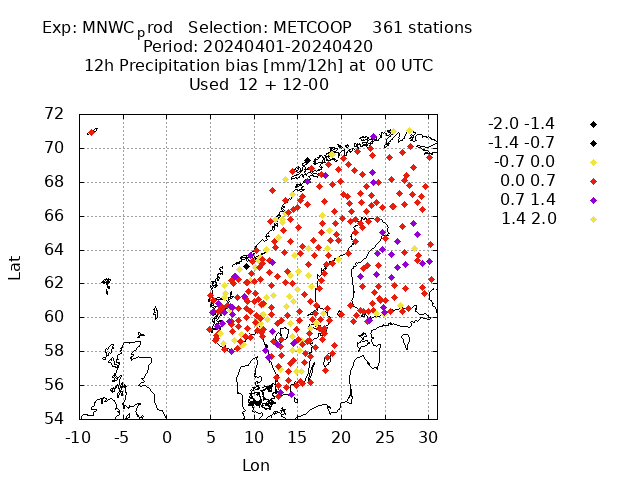 Exp: MNWC_prod Selection: METCOOP 361 stations
Period: 20240401-20240420
12h Precipitation bias [mm/12h] at 00 UTC
Used 12 + 12-00
-2.0 -1.4
-1.4 -0.7
-0.7 0.0
0.0 0.7
0.7 1.4
1.4 2.0
72
70
68
66
64
62
60
58
56
54
Lat
-10 -5 0 5 10 15 20 25 30
Lon